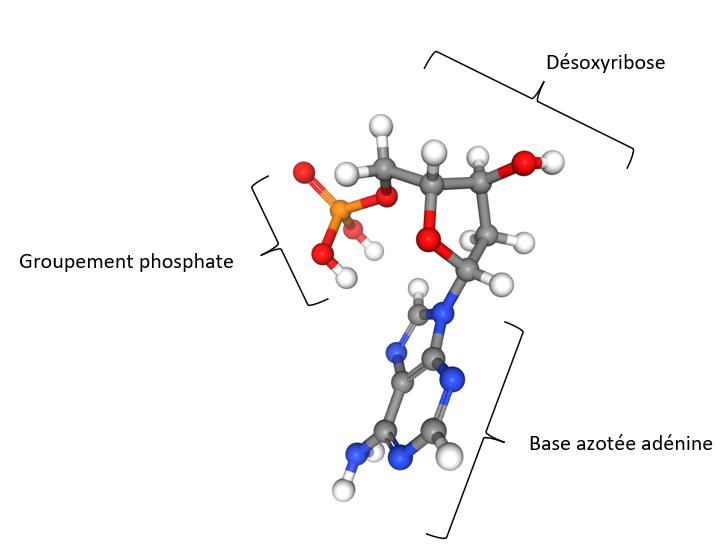 Désoxyribose
Groupement phosphate
Base azotée adénine